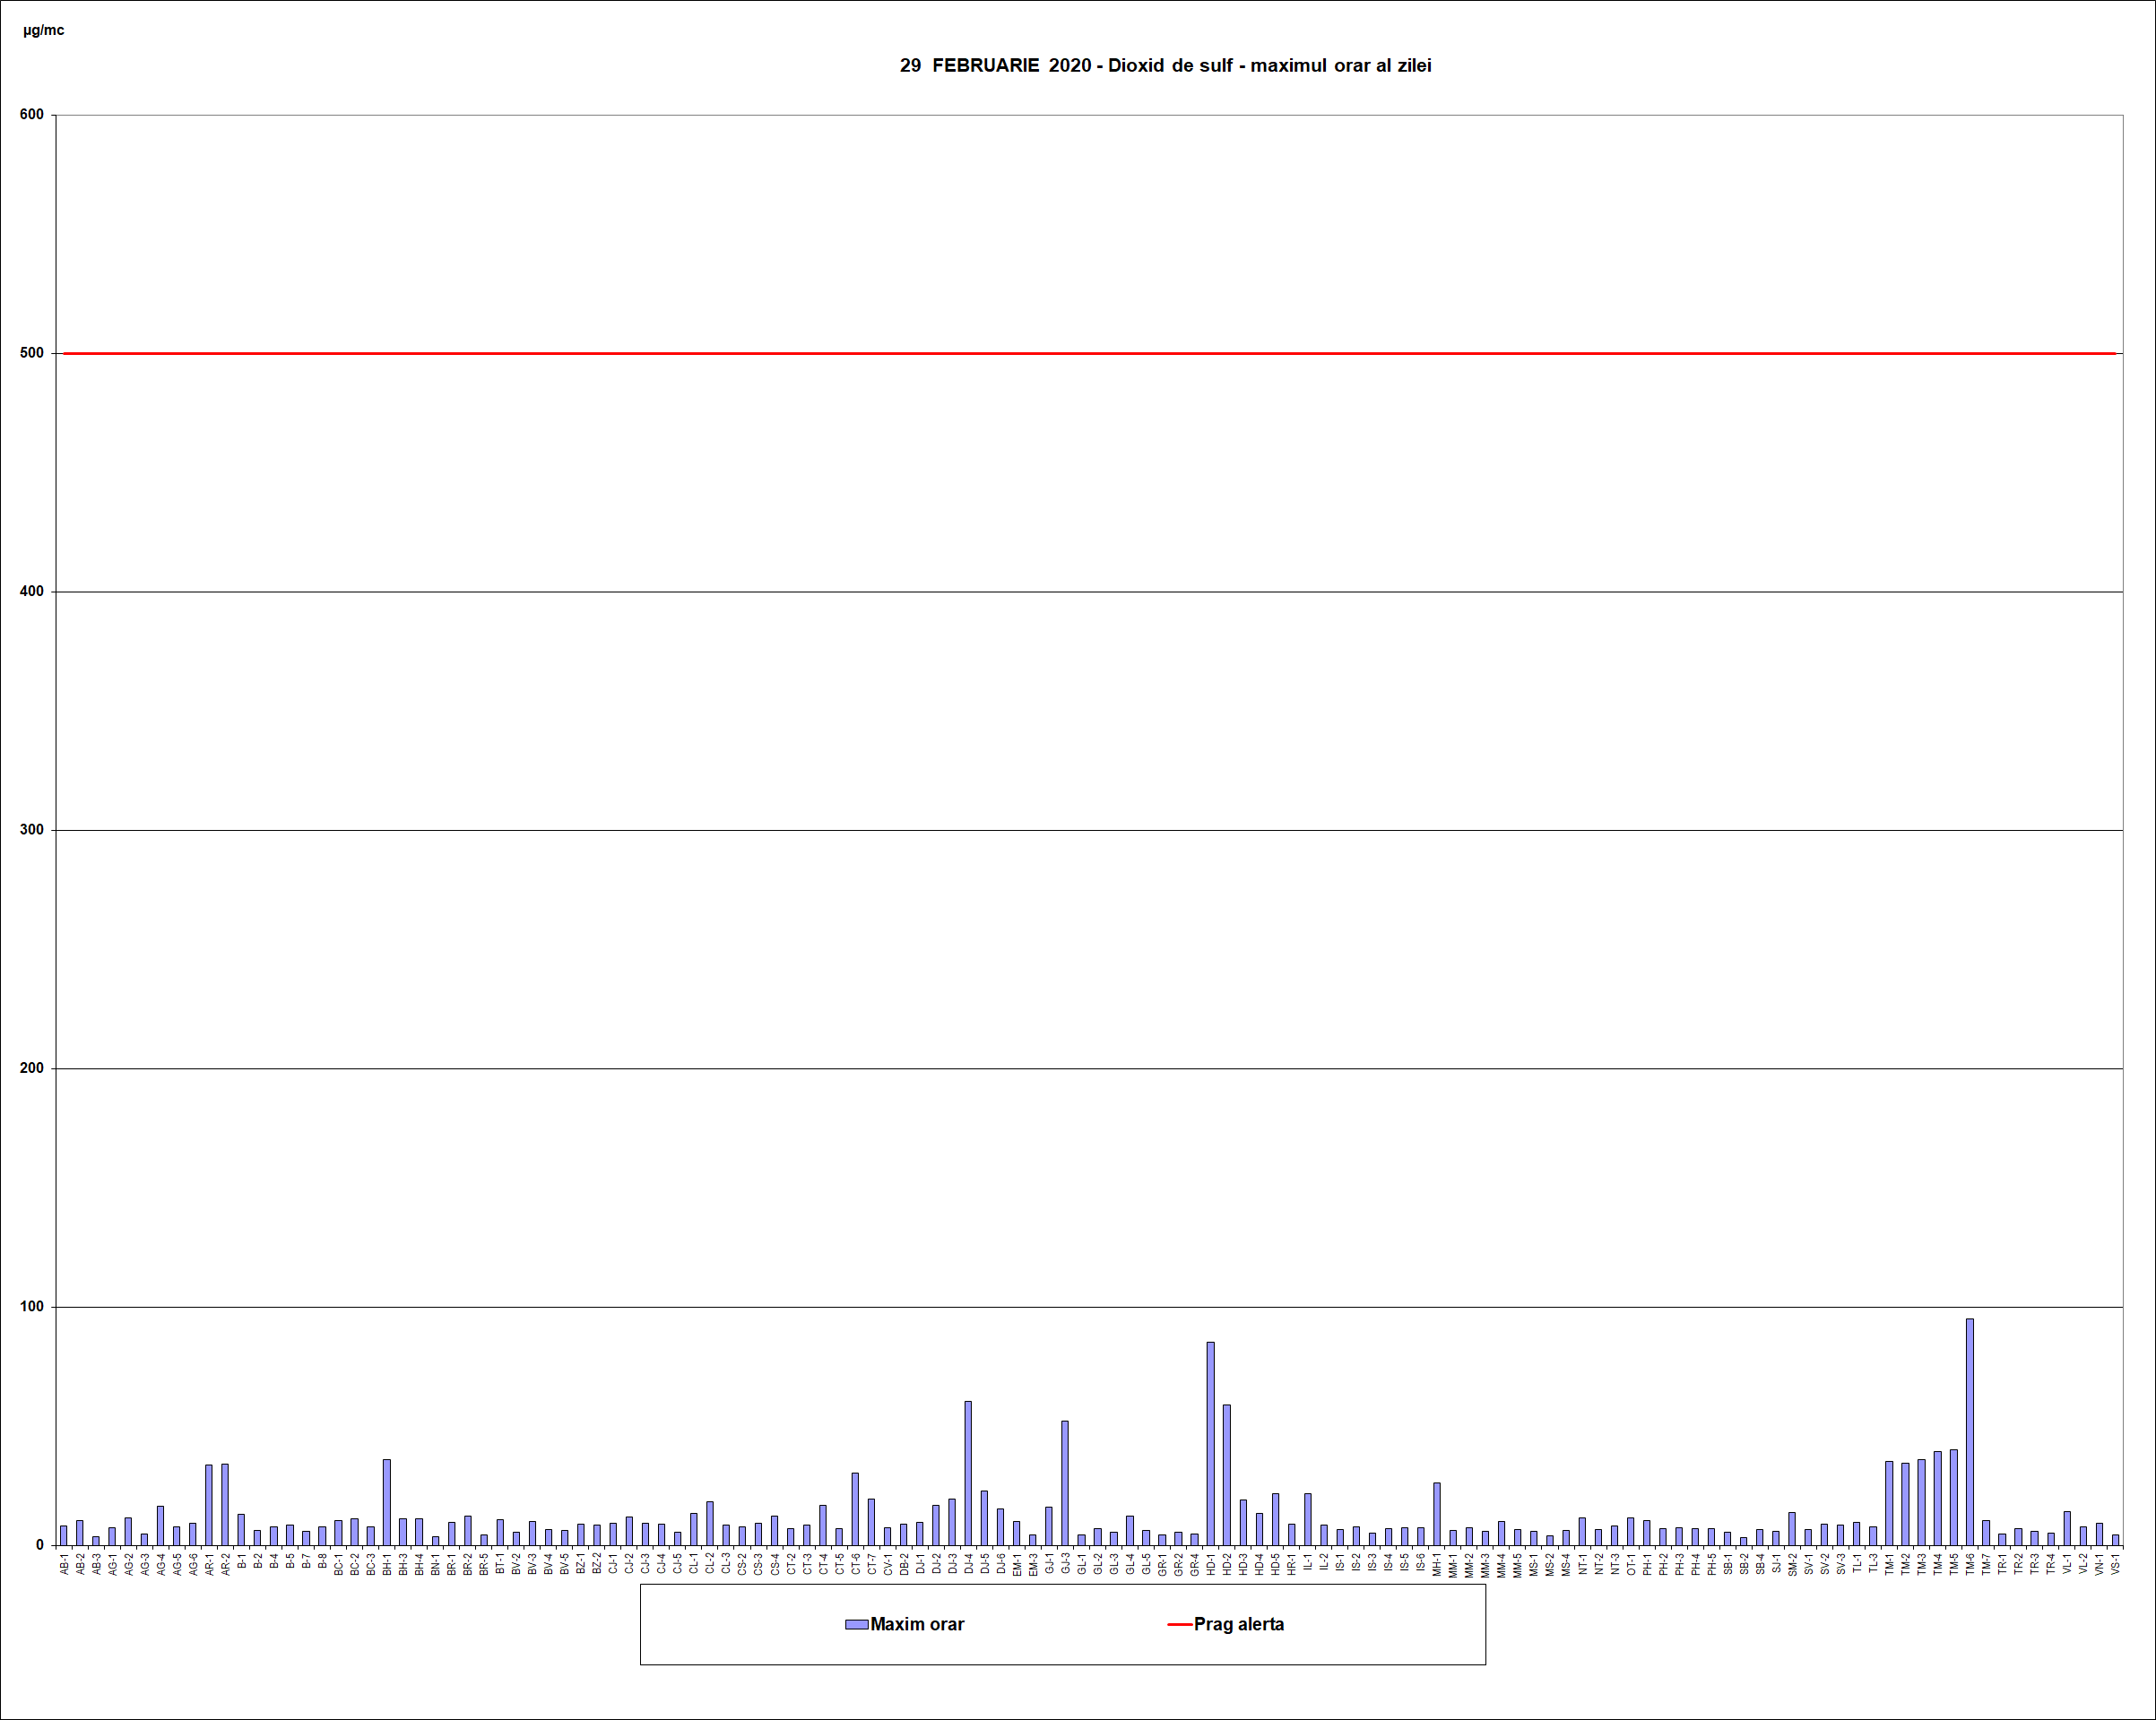 µg/mc
29 FEBRUARIE 2020 - Dioxid de sulf - maximul orar al zilei
600
500
400
300
200
100
0
AB-1 AB-2 AB-3 AG-1 AG-2 AG-3 AG-4 AG-5 AG-6 AR-1 AR-2 B-1 B-2 B-4 B-5 B-7 B-8 BC-1 BC-2 BC-3 BH-1 BH-3 BH-4 BN-1 BR-1 BR-2 BR-5 BT-1 BV-2 BV-3 BV-4 BV-5 BZ-1 BZ-2 CJ-1 CJ-2 CJ-3 CJ-4 CJ-5 CL-1 CL-2 CL-3 CS-2 CS-3 CS-4 CT-2 CT-3 CT-4 CT-5 CT-6 CT-7 CV-1 DB-2 DJ-1 DJ-2 DJ-3 DJ-4 DJ-5 DJ-6 EM-1 EM-3 GJ-1 GJ-3 GL-1 GL-2 GL-3 GL-4 GL-5 GR-1 GR-2 GR-4 HD-1 HD-2 HD-3 HD-4 HD-5 HR-1 IL-1 IL-2 IS-1 IS-2 IS-3 IS-4 IS-5 IS-6 MH-1 MM-1 MM-2 MM-3 MM-4 MM-5 MS-1 MS-2 MS-4 NT-1 NT-2 NT-3 OT-1 PH-1 PH-2 PH-3 PH-4 PH-5 SB-1 SB-2 SB-4 SJ-1 SM-2 SV-1 SV-2 SV-3 TL-1 TL-3 TM-1 TM-2 TM-3 TM-4 TM-5 TM-6 TM-7 TR-1 TR-2 TR-3 TR-4 VL-1 VL-2 VN-1 VS-1
Maxim orar Prag alerta